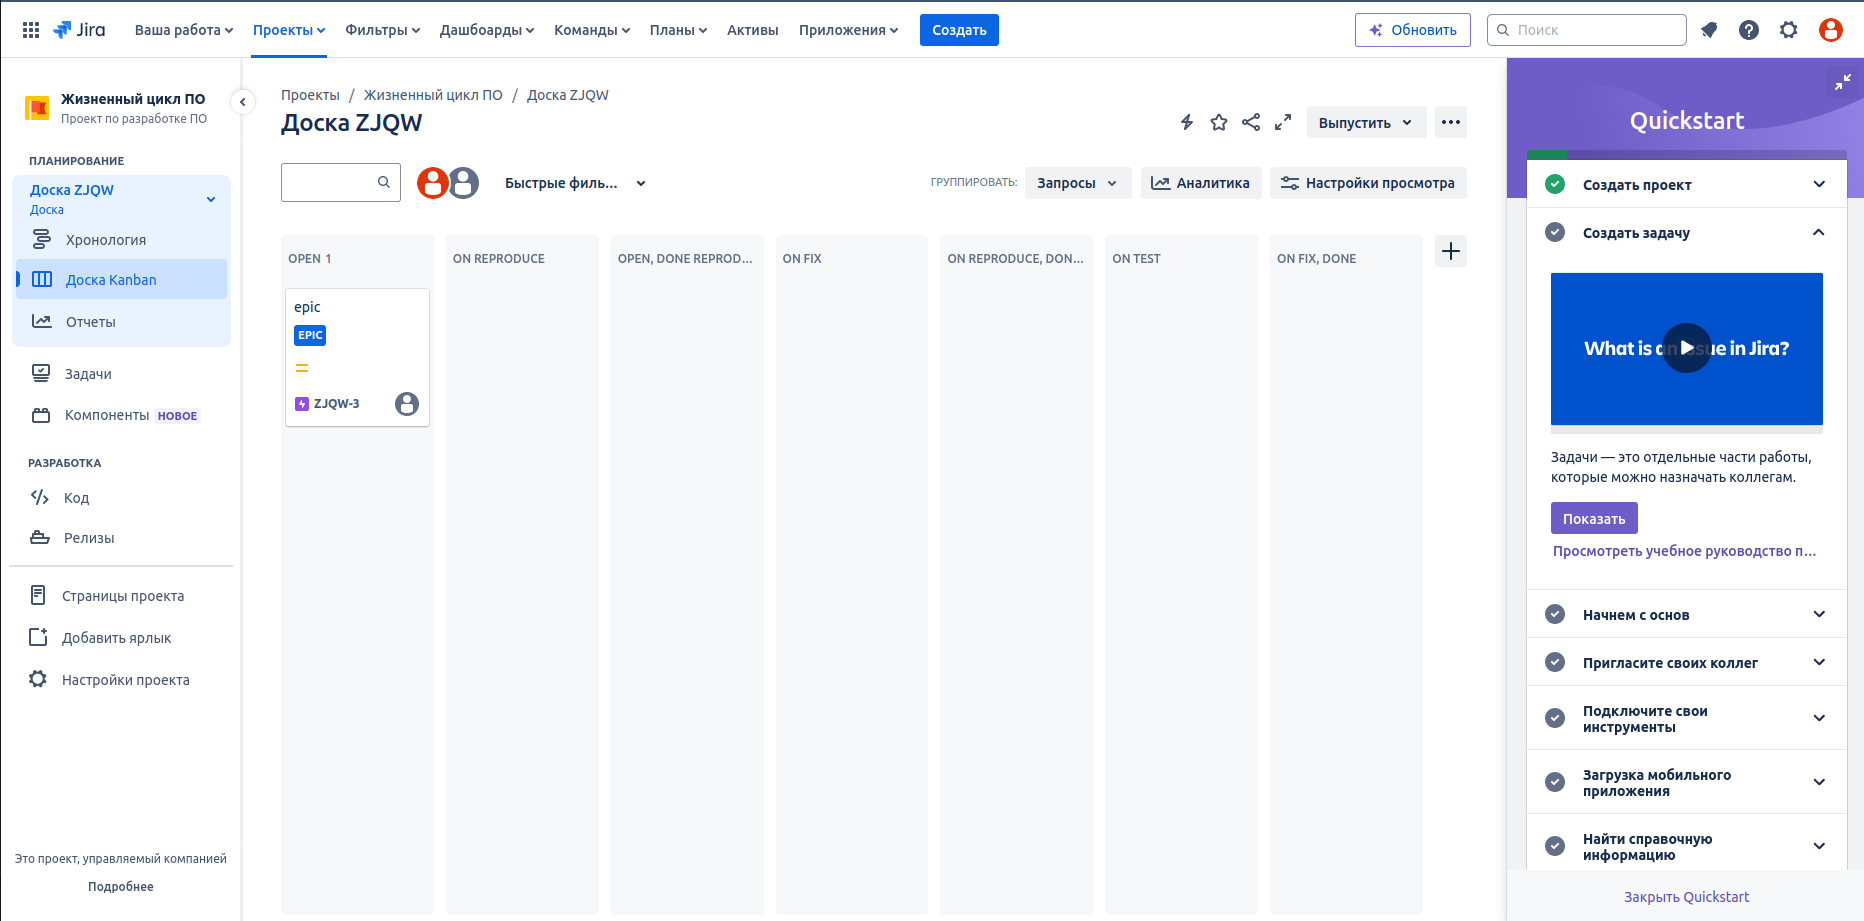 Jira
Ваша работа
Проекты
Фильтры
Дашборды
Команды
Планы
Активы
Приложения
Создать
Обновить
Поиск
Жизненный цикл ПО
Проект по разработке ПО
ПЛАНИРОВАНИЕ
Доска ZJQW
Доска
Хронология
Доска Kanban
Отчеты
Задачи
Компоненты НОВОЕ
РАЗРАБОТКА
Код
Релизы
Страницы проекта
Добавить ярлык
Настройки проекта
Это проект, управляемый компанией
Подробнее
Проекты / Жизненный цикл ПО / Доска ZJQW
Доска ZJQW
Выпустить
Быстрые филь...
ГРУППИРОВАТЬ:
Запросы
Аналитика
Настройки просмотра
OPEN 1
ON REPRODUCE
OPEN, DONE REPROD...
ON FIX
ON REPRODUCE, DON...
ON TEST
ON FIX, DONE
epic
EPIC
ZJQW-3
Quickstart
Создать проект
Создать задачу
What is an issue in Jira?
Задачи — это отдельные части работы,
которые можно назначать коллегам.
Показать
Просмотреть учебное руководство п...
Начнем с основ
Пригласите своих коллег
Подключите свои
инструменты
Загрузка мобильного
приложения
Найти справочную
информацию
Закрыть Quickstart